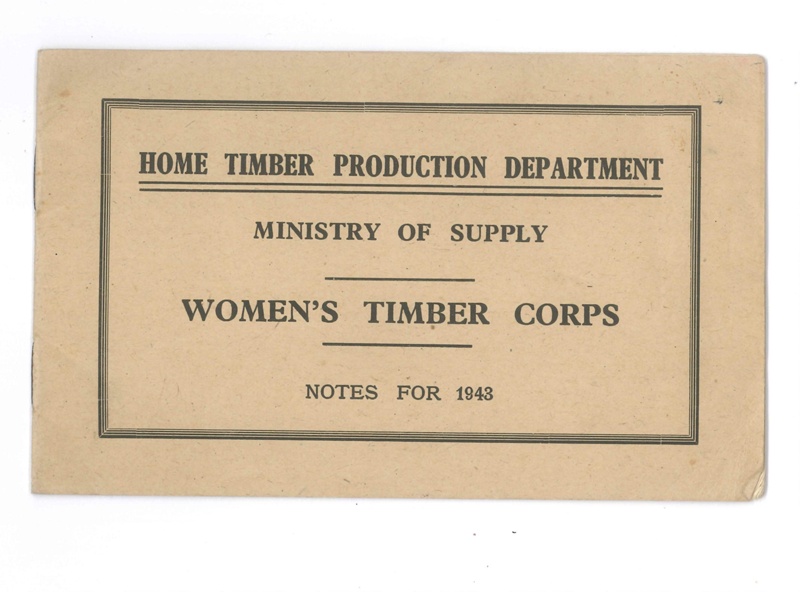 HOME TIMBER PRODUCTION DEPARTMENT
MINISTRY OF SUPPLY
WOMEN'S TIMBER CORPS
NOTES FOR 1943